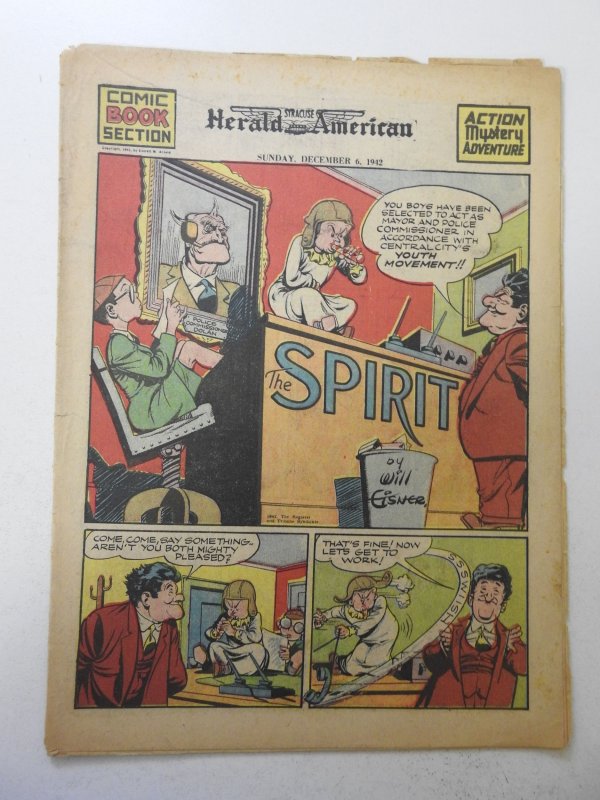 COMIC
BOOK
SECTION
SYRACUSE
Herald American
ACTION
Mystery
ADVENTURE
SUNDAY, DECEMBER 6, 1942
YOU BOYS HAVE BEEN
SELECTED TO ACT AS
MAYOR AND POLICE
COMMISSIONER IN
ACCORDANCE WITH
CENTRAL CITY'S
YOUTH
MOVEMENT!!
POLICE
COMMISSIONER
DOLAN
The SPIRIT
by
Will
EISNER
COME, COME, SAY SOMETHING..
AREN'T YOU BOTH MIGHTY
PLEASED?
THAT'S FINE! NOW
LETS GET TO
WORK!
SSSWISH